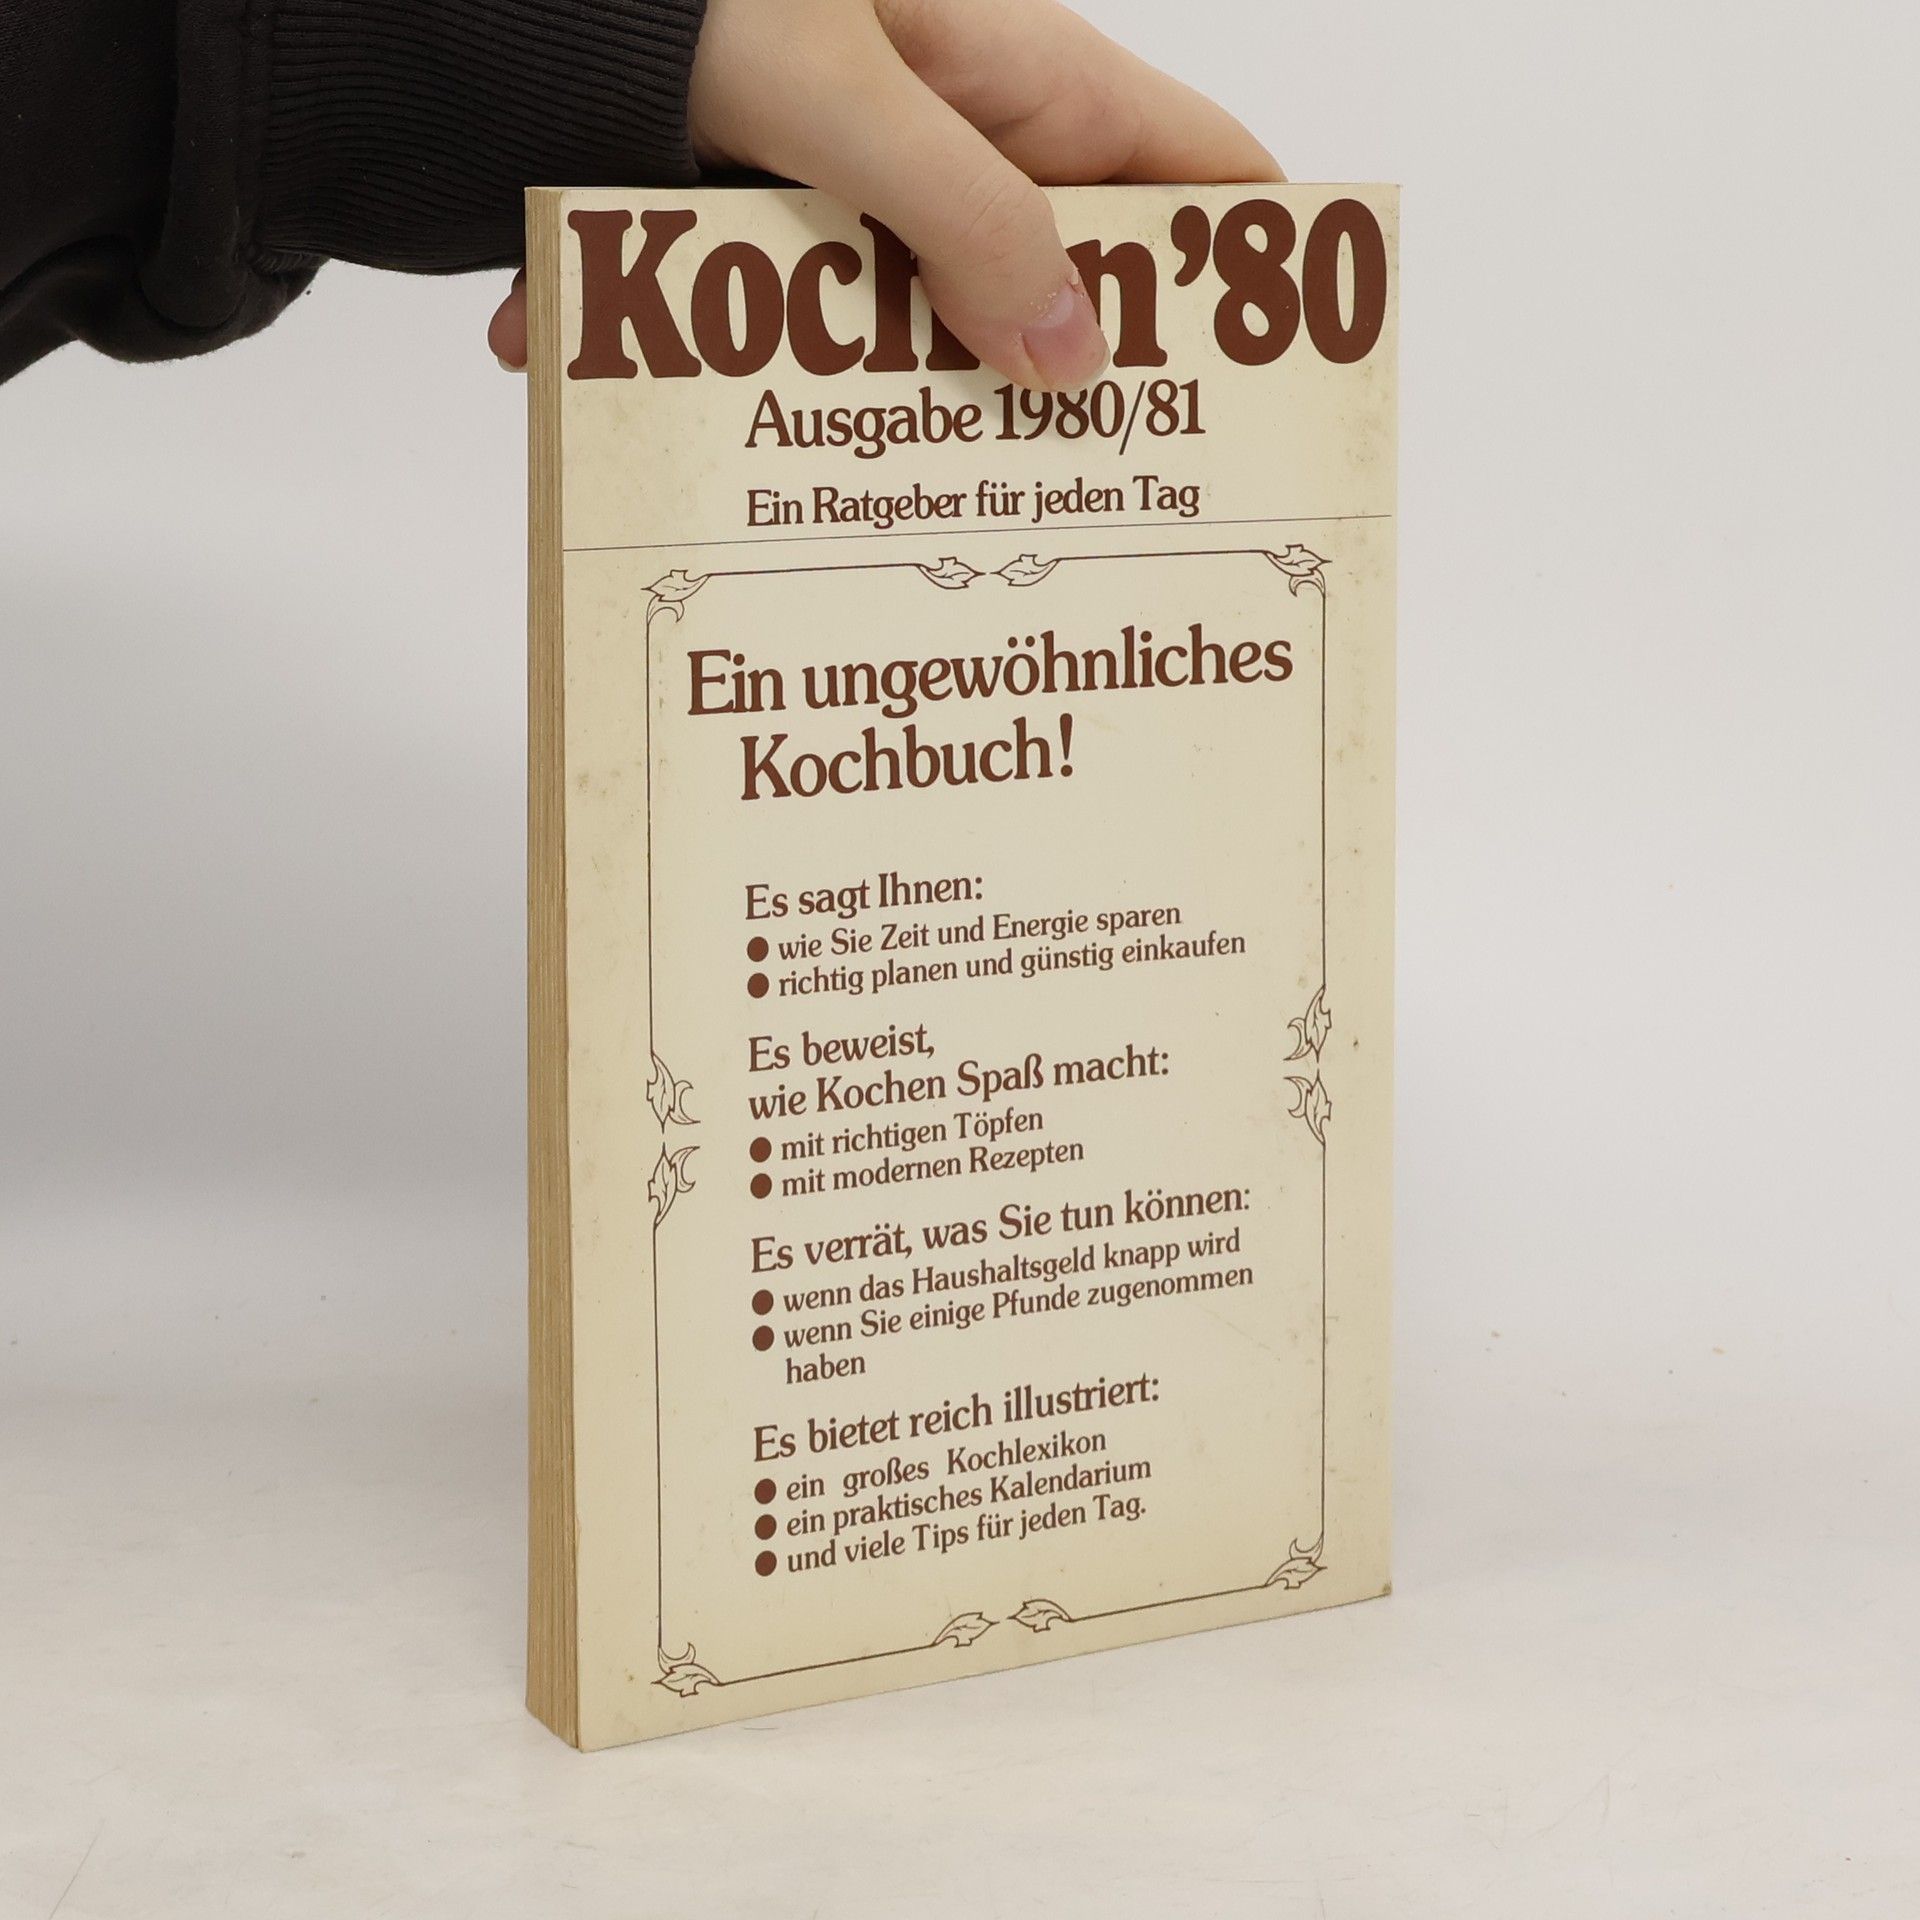 Kochen '80
Ausgabe 1980/81
Ein Ratgeber für jeden Tag
Ein ungewöhnliches
Kochbuch!
Es sagt Ihnen:
● wie Sie Zeit und Energie sparen
● richtig planen und günstig einkaufen
Es beweist,
wie Kochen Spaß macht:
● mit richtigen Töpfen
● mit modernen Rezepten
Es verrät, was Sie tun können:
● wenn das Haushaltsgeld knapp wird
● wenn Sie einige Pfunde zugenommen
haben
Es bietet reich illustriert:
● ein großes Kochlexikon
● ein praktisches Kalendarium
● und viele Tips für jeden Tag.